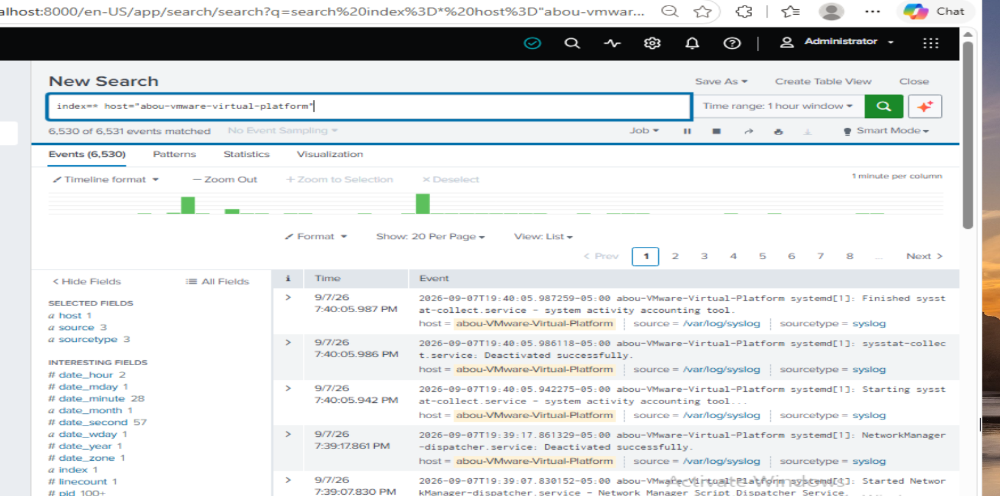 alhost:8000/en-US/app/search/search?q=search%20index%3D*%20host%3D"abou-vmwar...
Chat
Administrator
New Search
Save As
Create Table View
Close
index=* host="abou-vmware-virtual-platform"
Time range: 1 hour window
6,530 of 6,531 events matched
No Event Sampling
Job
Smart Mode
Events (6,530)
Patterns
Statistics
Visualization
Timeline format
— Zoom Out
+ Zoom to Selection
× Deselect
1 minute per column
Format
Show: 20 Per Page
View: List
< Prev
1
2
3
4
5
6
7
8
...
Next >
< Hide Fields
All Fields
i
Time
Event
SELECTED FIELDS
a host 1
a source 3
a sourcetype 3
INTERESTING FIELDS
# date_hour 2
# date_mday 1
# date_minute 28
a date_month 1
# date_second 57
a date_wday 1
# date_year 1
# date_zone 1
a index 1
# linecount 1
# pid 100+
> 9/7/26
7:40:05.987 PM
2026-09-07T19:40:05.987259-05:00 abou-VMware-Virtual-Platform systemd[1]: Finished sysst
at-collect.service - system activity accounting tool.
host = abou-VMware-Virtual-Platform source = /var/log/syslog sourcetype = syslog
> 9/7/26
7:40:05.986 PM
2026-09-07T19:40:05.986118-05:00 abou-VMware-Virtual-Platform systemd[1]: sysstat-collec
t.service: Deactivated successfully.
host = abou-VMware-Virtual-Platform source = /var/log/syslog sourcetype = syslog
> 9/7/26
7:40:05.942 PM
2026-09-07T19:40:05.942275-05:00 abou-VMware-Virtual-Platform systemd[1]: Starting sysst
at-collect.service - system activity accounting tool...
host = abou-VMware-Virtual-Platform source = /var/log/syslog sourcetype = syslog
> 9/7/26
7:39:17.861 PM
2026-09-07T19:39:17.861329-05:00 abou-VMware-Virtual-Platform systemd[1]: NetworkManager
-dispatcher.service: Deactivated successfully.
host = abou-VMware-Virtual-Platform source = /var/log/syslog sourcetype = syslog
> 9/7/26
7:39:07.830 PM
2026-09-07T19:39:07.830152-05:00 abou-VMware-Virtual-Platform systemd[1]: Started Networ
kManager-dispatcher.service - Network Manager Script Dispatcher Service.
Activate Windows